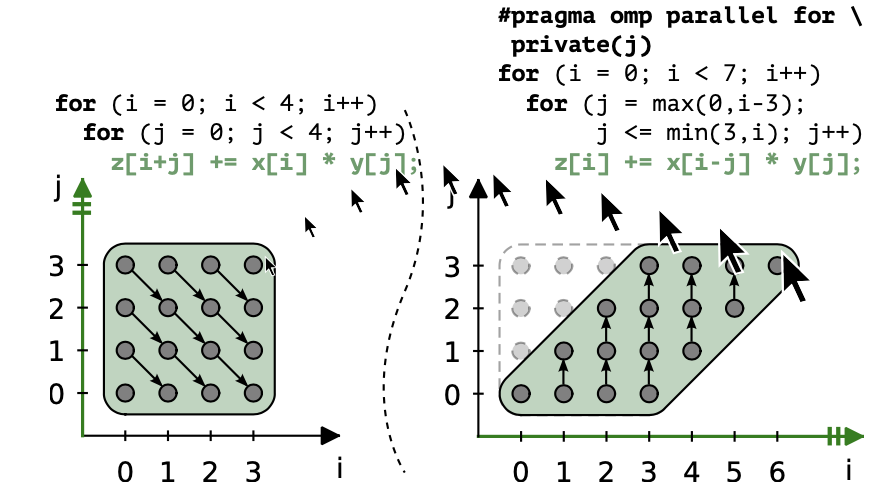 for (i = 0; i < 4; i++)
for (j = 0; j < 4; j++)
z[i+j] += x[i] * y[j];
j
3
2
1
0
0 1 2 3 i
#pragma omp parallel for \
private(j)
for (i = 0; i < 7; i++)
for (j = max(0,i-3);
j <= min(3,i); j++)
z[i] += x[i-j] * y[j];
j
3
2
1
0
0 1 2 3 4 5 6 i